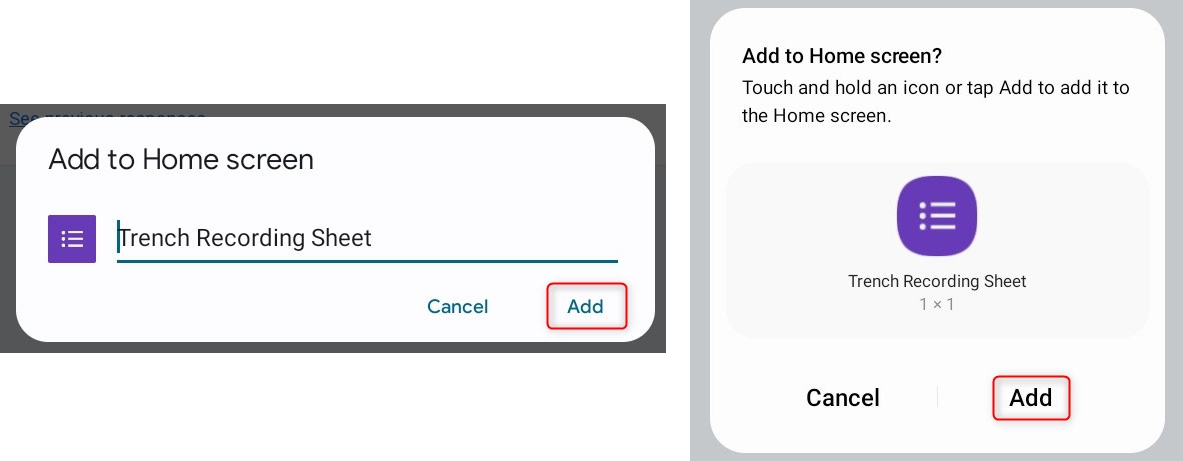 See previous responses
Add to Home screen
Trench Recording Sheet
Cancel
Add
Add to Home screen?
Touch and hold an icon or tap Add to add it to
the Home screen.
Trench Recording Sheet
1 × 1
Cancel
Add